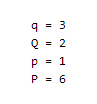 q = 3
Q = 2
p = 1
P = 6